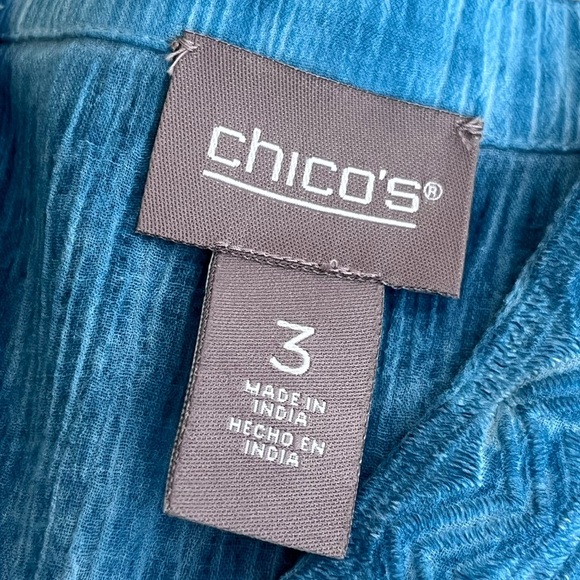 chico's®
3
MADE IN
INDIA
HECHO EN
INDIA